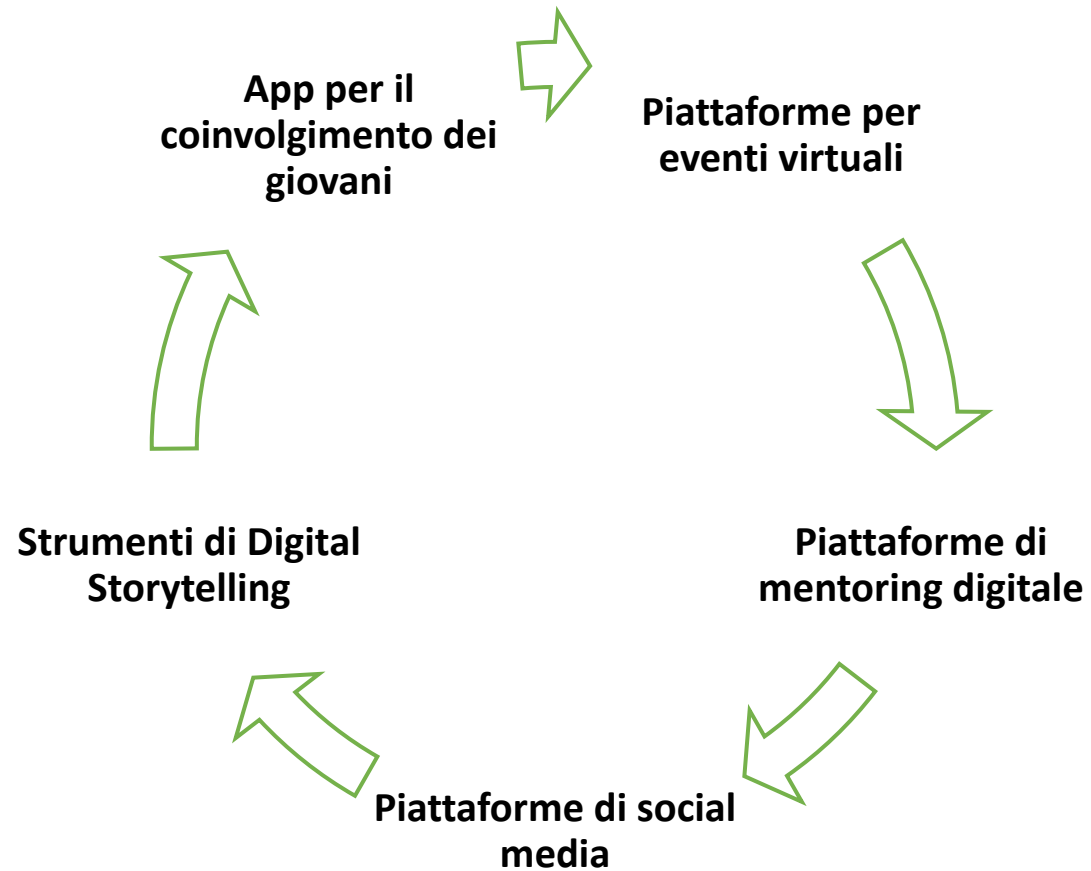 App per il
coinvolgimento dei
giovani
Piattaforme per
eventi virtuali
Piattaforme di
mentoring digitale
Piattaforme di social
media
Strumenti di Digital
Storytelling